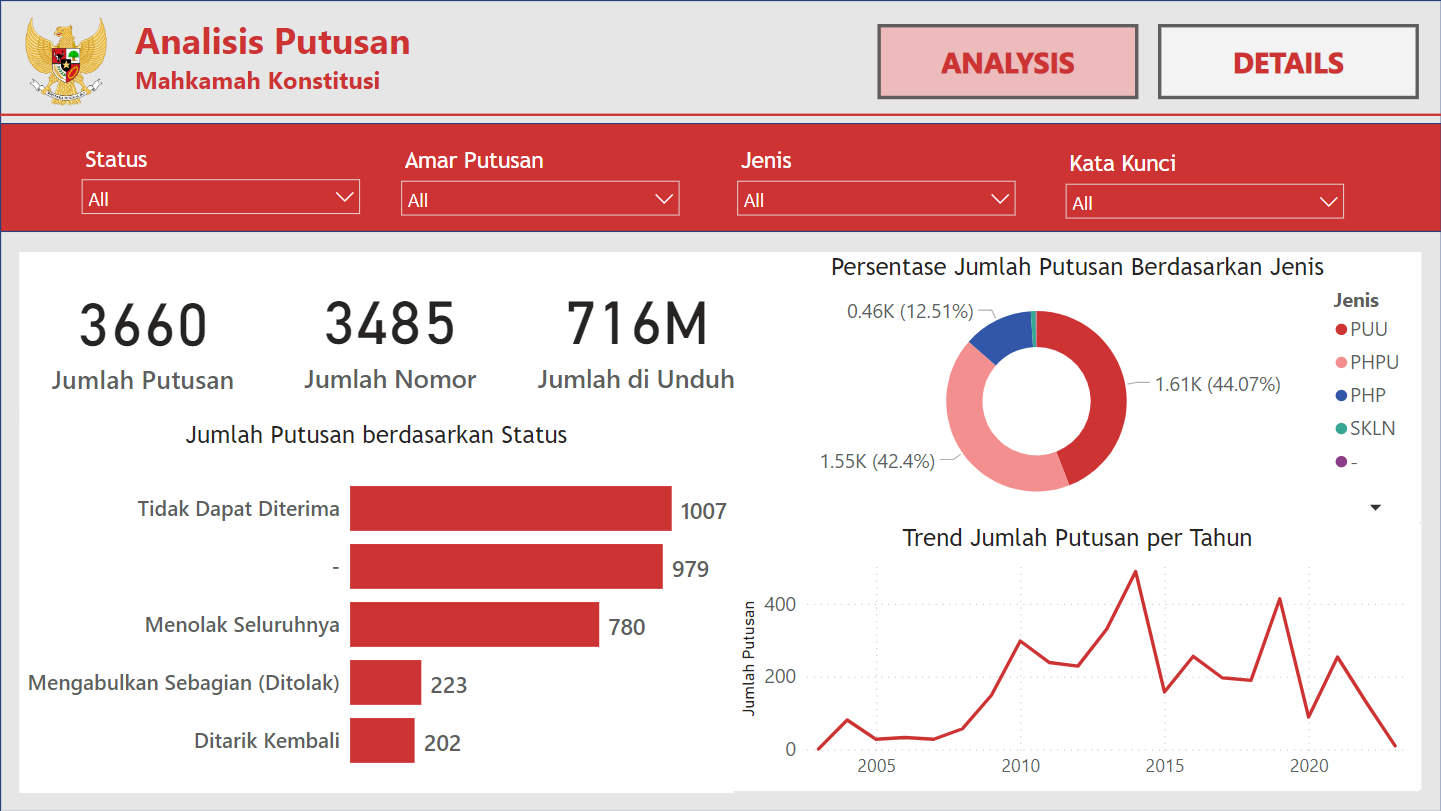 Analisis Putusan
Mahkamah Konstitusi
ANALYSIS
DETAILS
Status
All
Amar Putusan
All
Jenis
All
Kata Kunci
All
3660
Jumlah Putusan
3485
Jumlah Nomor
716M
Jumlah di Unduh
Jumlah Putusan berdasarkan Status
Tidak Dapat Diterima 1007
- 979
Menolak Seluruhnya 780
Mengabulkan Sebagian (Ditolak) 223
Ditarik Kembali 202
Persentase Jumlah Putusan Berdasarkan Jenis
0.46K (12.51%)
1.61K (44.07%)
1.55K (42.4%)
Jenis
PUU
PHPU
PHP
SKLN
-
Trend Jumlah Putusan per Tahun
Jumlah Putusan
400
200
0
2005 2010 2015 2020